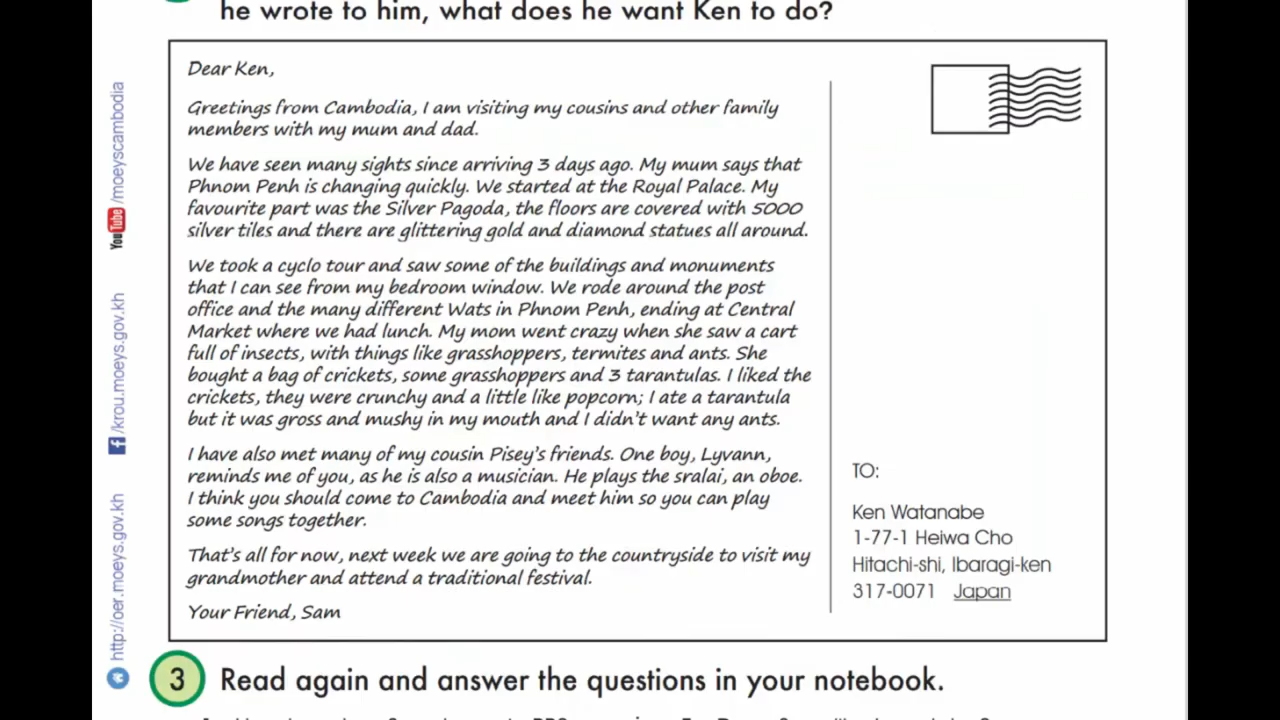 he wrote to him, what does he want Ken to do?
Dear Ken,
Greetings from Cambodia, I am visiting my cousins and other family
members with my mum and dad.
We have seen many sights since arriving 3 days ago. My mum says that
Phnom Penh is changing quickly. We started at the Royal Palace. My
favourite part was the Silver Pagoda, the floors are covered with 5000
silver tiles and there are glittering gold and diamond statues all around.
We took a cyclo tour and saw some of the buildings and monuments
that I can see from my bedroom window. We rode around the post
office and the many different Wats in Phnom Penh, ending at Central
Market where we had lunch. My mom went crazy when she saw a cart
full of insects, with things like grasshoppers, termites and ants. She
bought a bag of crickets, some grasshoppers and 3 tarantulas. I liked the
crickets, they were crunchy and a little like popcorn; I ate a tarantula
but it was gross and mushy in my mouth and I didn't want any ants.
I have also met many of my cousin Pisey's friends. One boy, Lyvann,
reminds me of you, as he is also a musician. He plays the sralai, an oboe.
I think you should come to Cambodia and meet him so you can play
some songs together.
That's all for now, next week we are going to the countryside to visit my
grandmother and attend a traditional festival.
Your Friend, Sam
TO:
Ken Watanabe
1-77-1 Heiwa Cho
Hitachi-shi, Ibaragi-ken
317-0071 Japan
3 Read again and answer the questions in your notebook.
YouTube /moeyscambodia
f /krou.moeys.gov.kh
http://oer.moeys.gov.kh